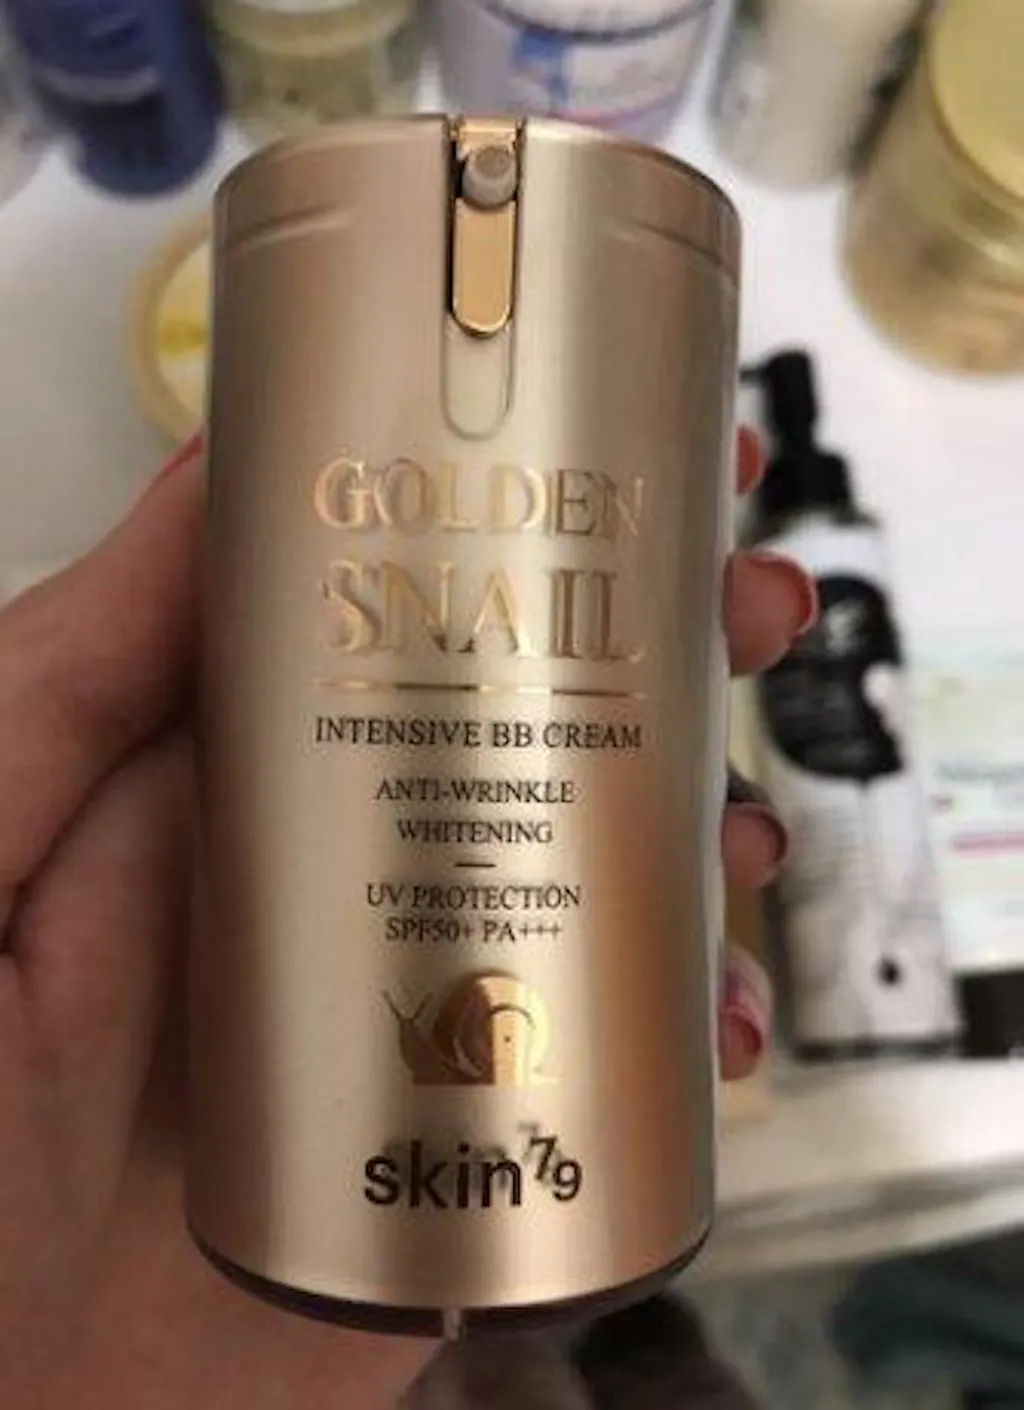 GOLDEN
SNAIL
INTENSIVE BB CREAM
ANTI-WRINKLE
WHITENING
UV PROTECTION
SPF50+ PA+++
skin79